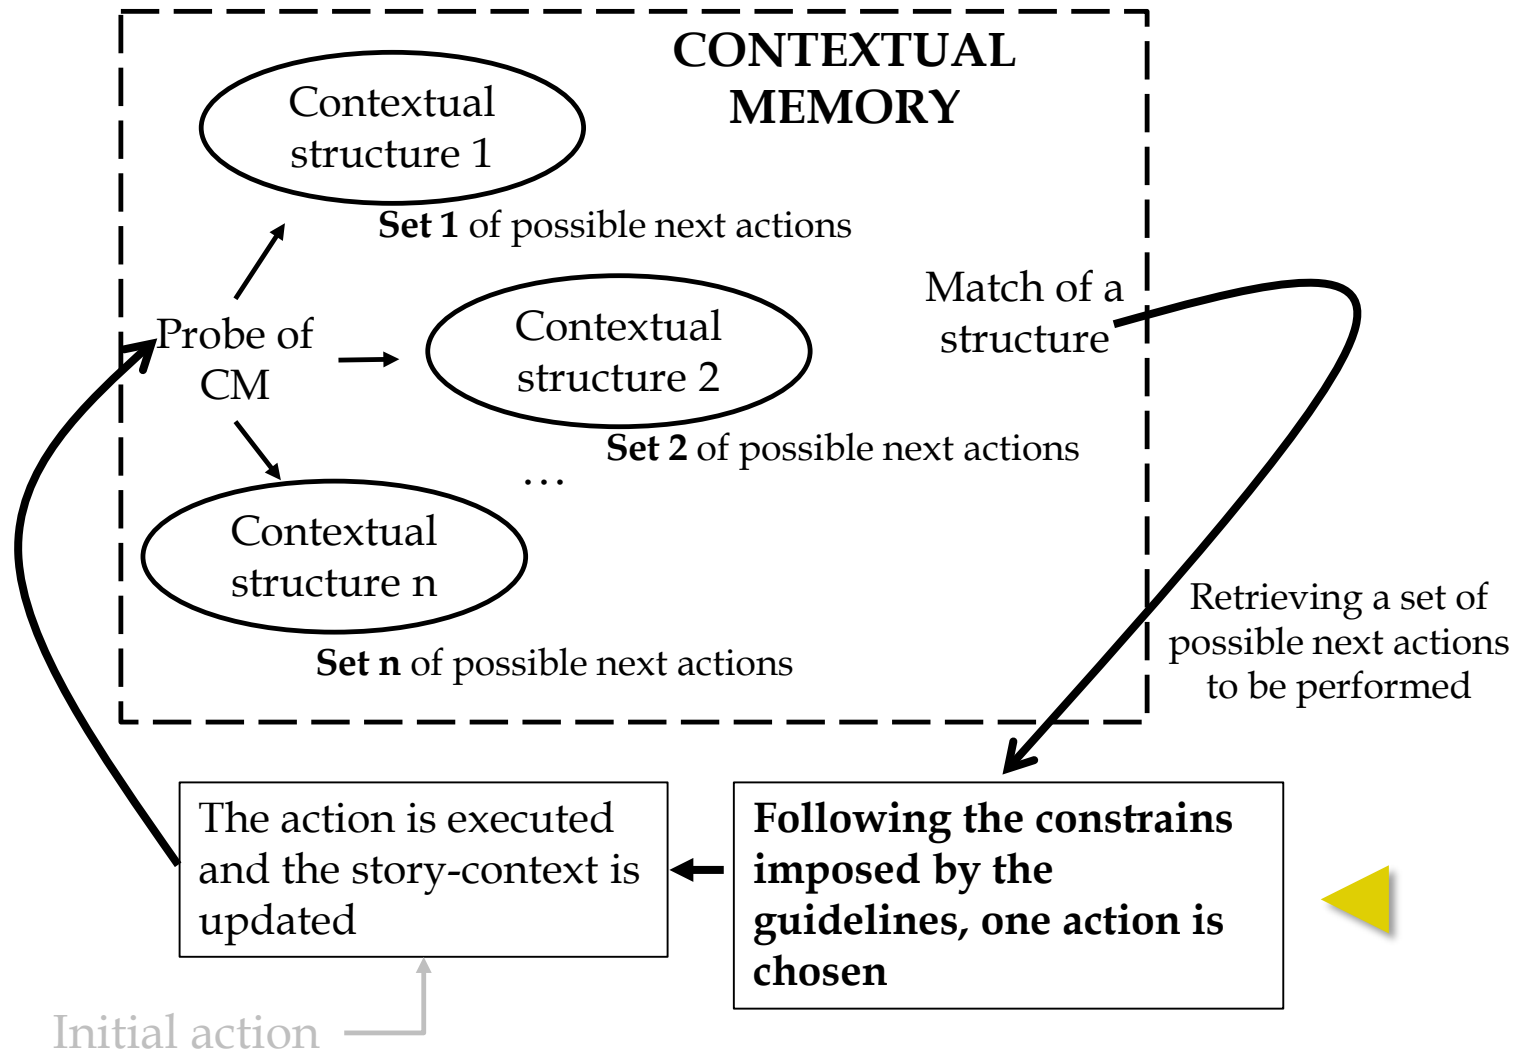 CONTEXTUAL
MEMORY
Contextual
structure 1
Set 1 of possible next actions
Match of a
structure
Contextual
structure 2
Probe of
CM
Set 2 of possible next actions
…
Contextual
structure n
Set n of possible next actions
Retrieving a set of
possible next actions
to be performed
The action is executed
and the story-context is
updated
Following the constrains
imposed by the
guidelines, one action is
chosen
Initial action